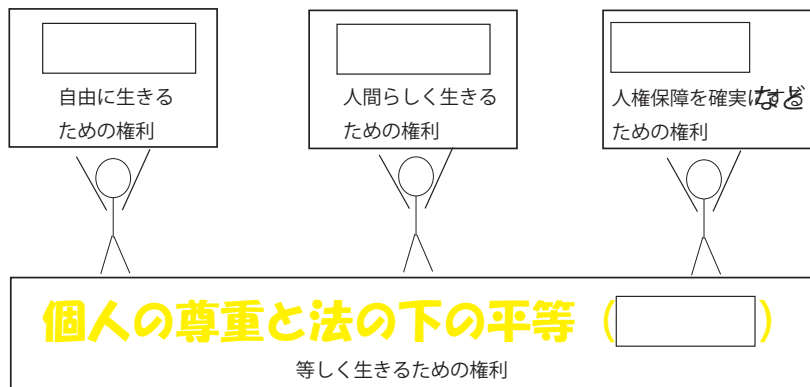 自由に生きる
ための権利
人間らしく生きる
ための権利
人権保障を確実にする
ための権利
など
個人の尊重と法の下の平等()
等しく生きるための権利